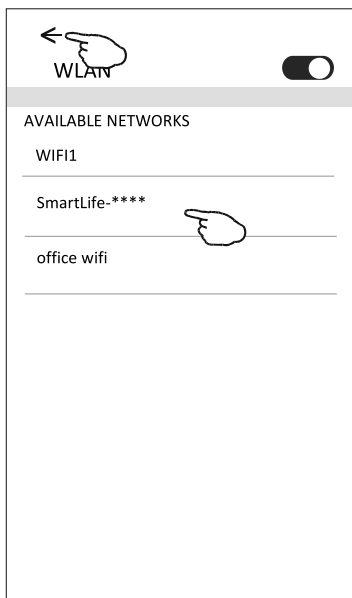 WLAN
AVAILABLE NETWORKS
WIFI1
SmartLife-****
office wifi